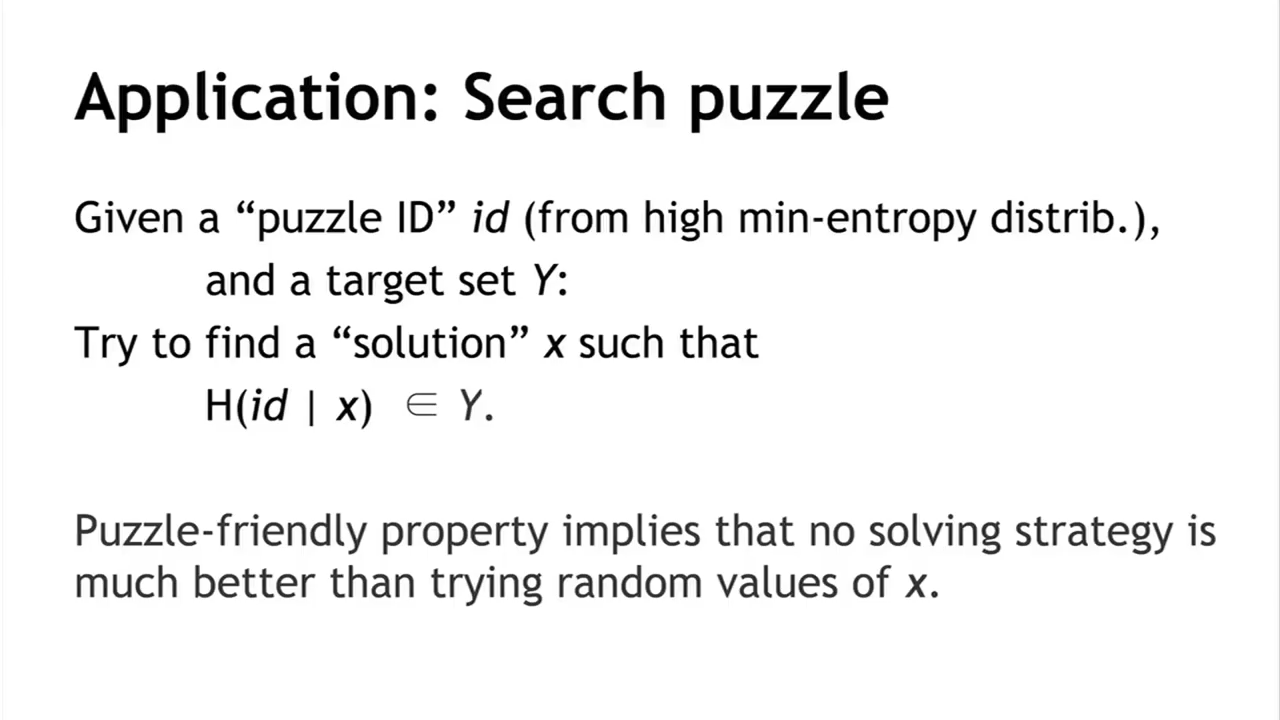 Application: Search puzzle
Given a “puzzle ID” id (from high min-entropy distrib.),
and a target set Y:
Try to find a “solution” x such that
H(id | x) ∈ Y.
Puzzle-friendly property implies that no solving strategy is
much better than trying random values of x.